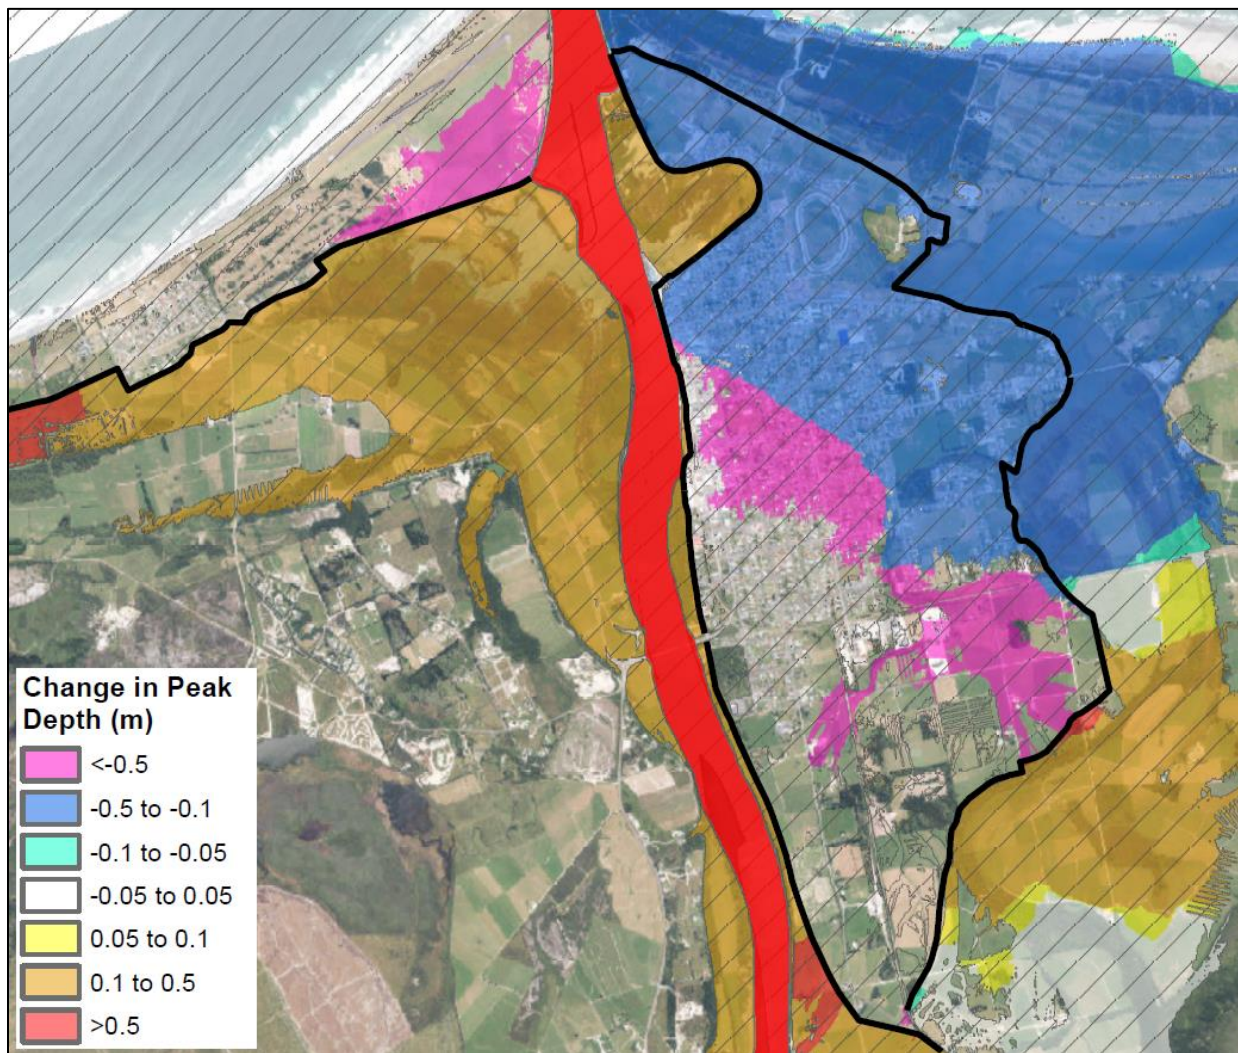 Change in Peak
Depth (m)
<-0.5
-0.5 to -0.1
-0.1 to -0.05
-0.05 to 0.05
0.05 to 0.1
0.1 to 0.5
>0.5